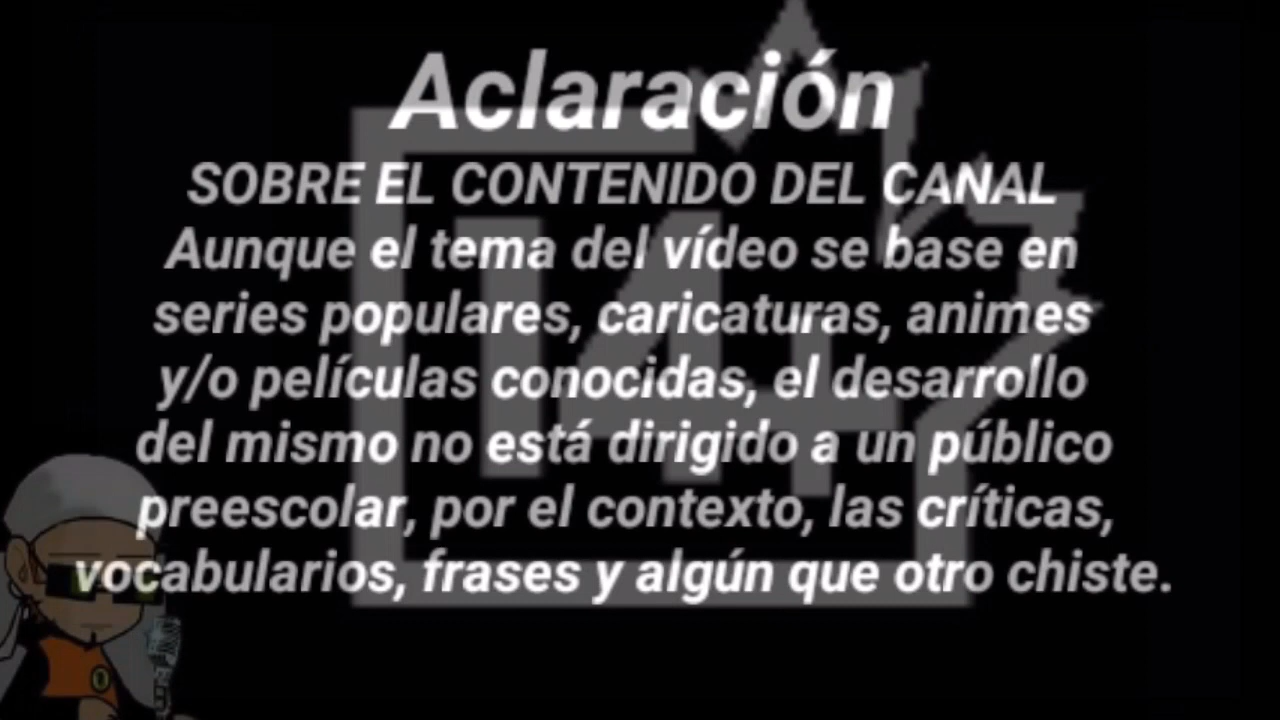 Aclaración
SOBRE EL CONTENIDO DEL CANAL
Aunque el tema del vídeo se base en
series populares, caricaturas, animes
y/o películas conocidas, el desarrollo
del mismo no está dirigido a un público
preescolar, por el contexto, las críticas,
vocabularios, frases y algún que otro chiste.
14+